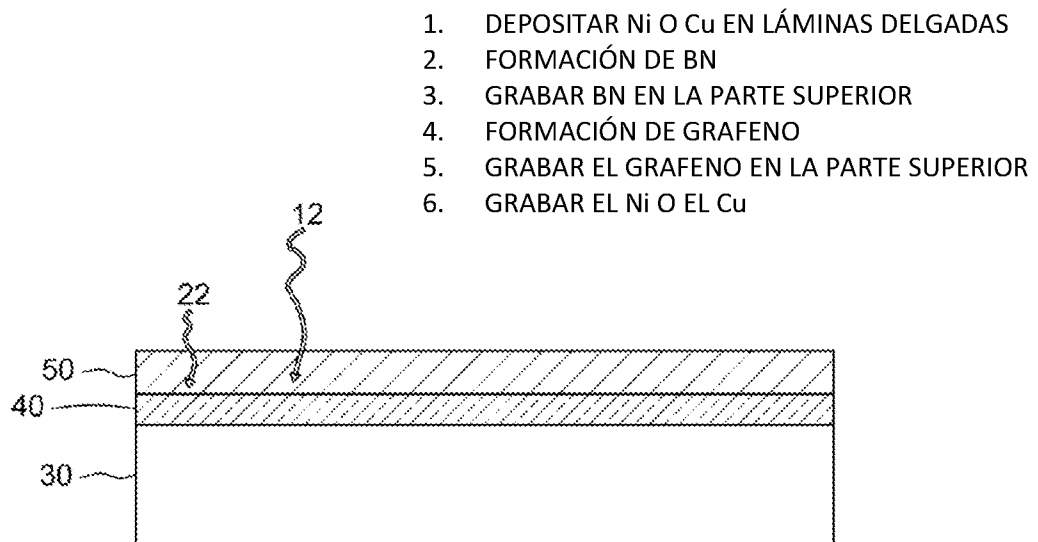 1. DEPOSITAR Ni O Cu EN LÁMINAS DELGADAS
2. FORMACIÓN DE BN
3. GRABAR BN EN LA PARTE SUPERIOR
4. FORMACIÓN DE GRAFENO
5. GRABAR EL GRAFENO EN LA PARTE SUPERIOR
6. GRABAR EL Ni O EL Cu
12
22
50
40
30